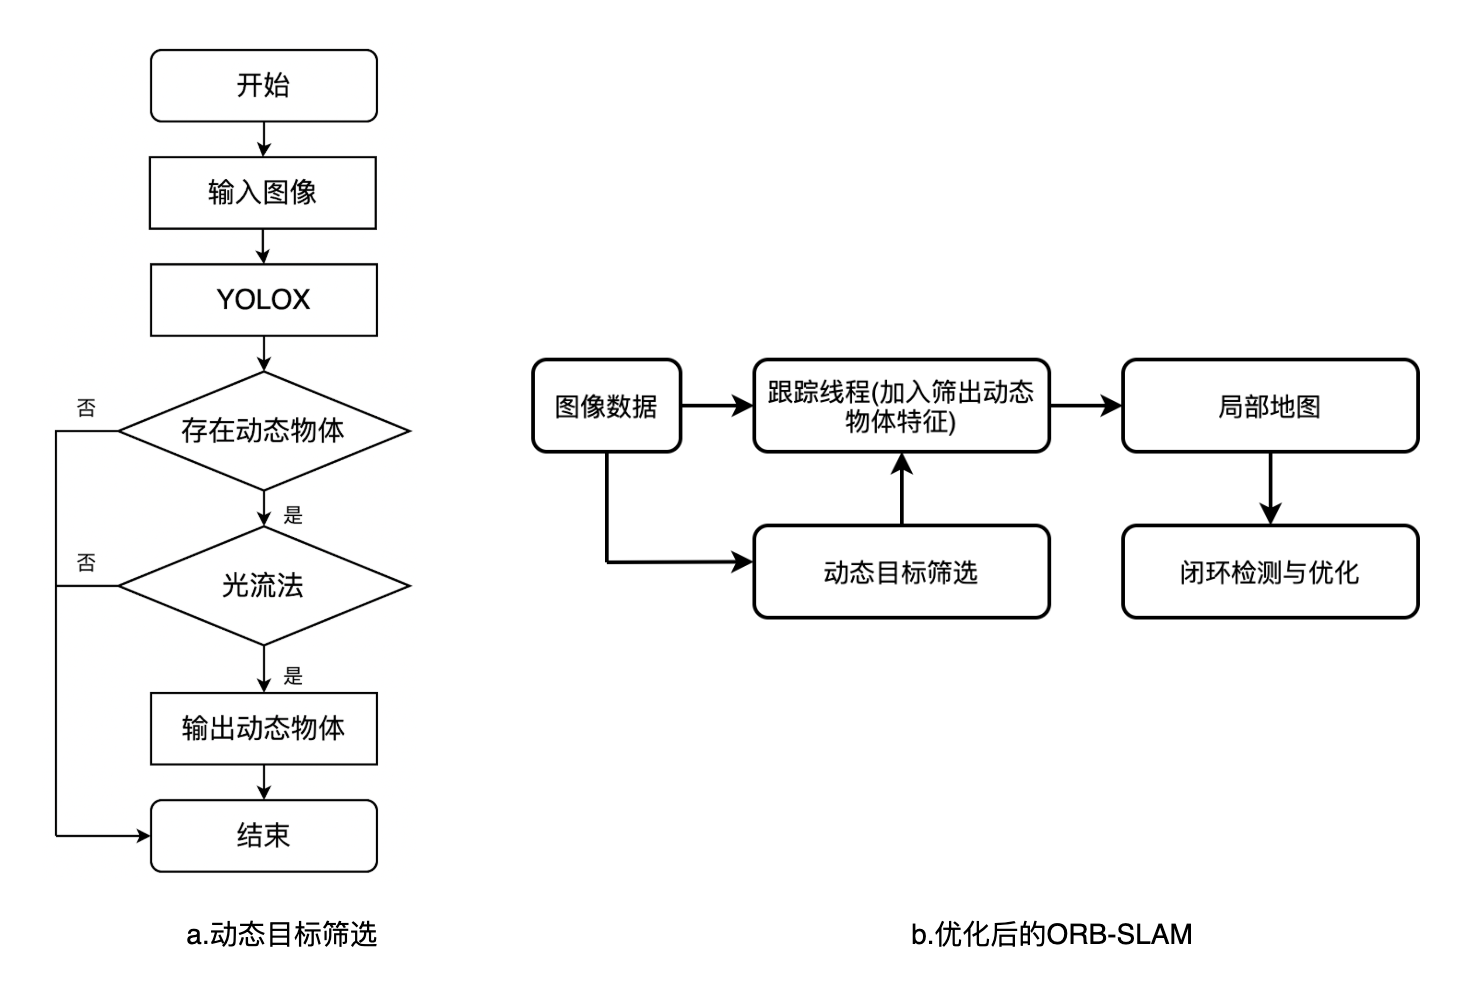 开始
输入图像
YOLOX
否
存在动态物体
是
否
光流法
是
输出动态物体
结束
a.动态目标筛选
图像数据
跟踪线程(加入筛出动态
物体特征)
局部地图
动态目标筛选
闭环检测与优化
b.优化后的ORB-SLAM